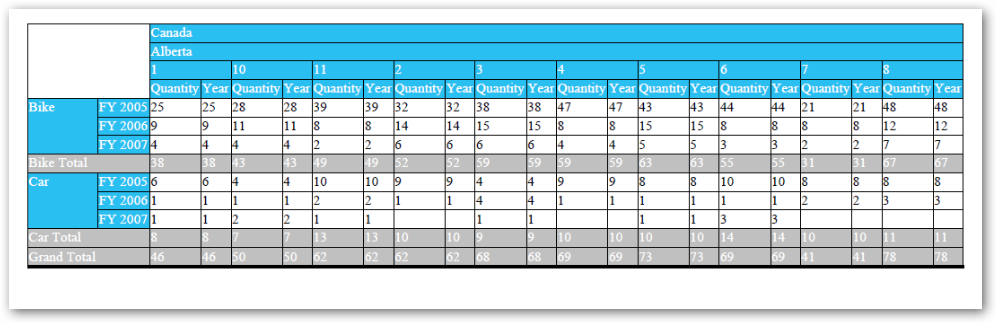 Canada
Alberta
1 10 11 2 3 4 5 6 7 8
Quantity Year Quantity Year Quantity Year Quantity Year Quantity Year Quantity Year Quantity Year Quantity Year Quantity Year Quantity Year
Bike FY 2005 25 25 28 28 39 39 32 32 38 38 47 47 43 43 44 44 21 21 48 48
FY 2006 9 9 11 11 8 8 14 14 15 15 8 8 15 15 8 8 8 8 12 12
FY 2007 4 4 4 4 2 2 6 6 6 6 4 4 5 5 3 3 2 2 7 7
Bike Total 38 38 43 43 49 49 52 52 59 59 59 59 63 63 55 55 31 31 67 67
Car FY 2005 6 6 4 4 10 10 9 9 4 4 9 9 8 8 10 10 8 8 8 8
FY 2006 1 1 1 1 2 2 1 1 4 4 1 1 1 1 1 1 2 2 3 3
FY 2007 1 1 2 2 1 1 1 1 1 1 3 3
Car Total 8 8 7 7 13 13 10 10 9 9 10 10 10 10 14 14 10 10 11 11
Grand Total 46 46 50 50 62 62 62 62 68 68 69 69 73 73 69 69 41 41 78 78